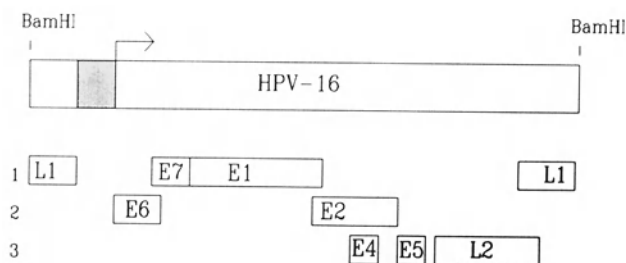 BamHI BamHI
HPV-16
1 L1 E7 E1 L1
2 E6 E2
3 E4 E5 L2